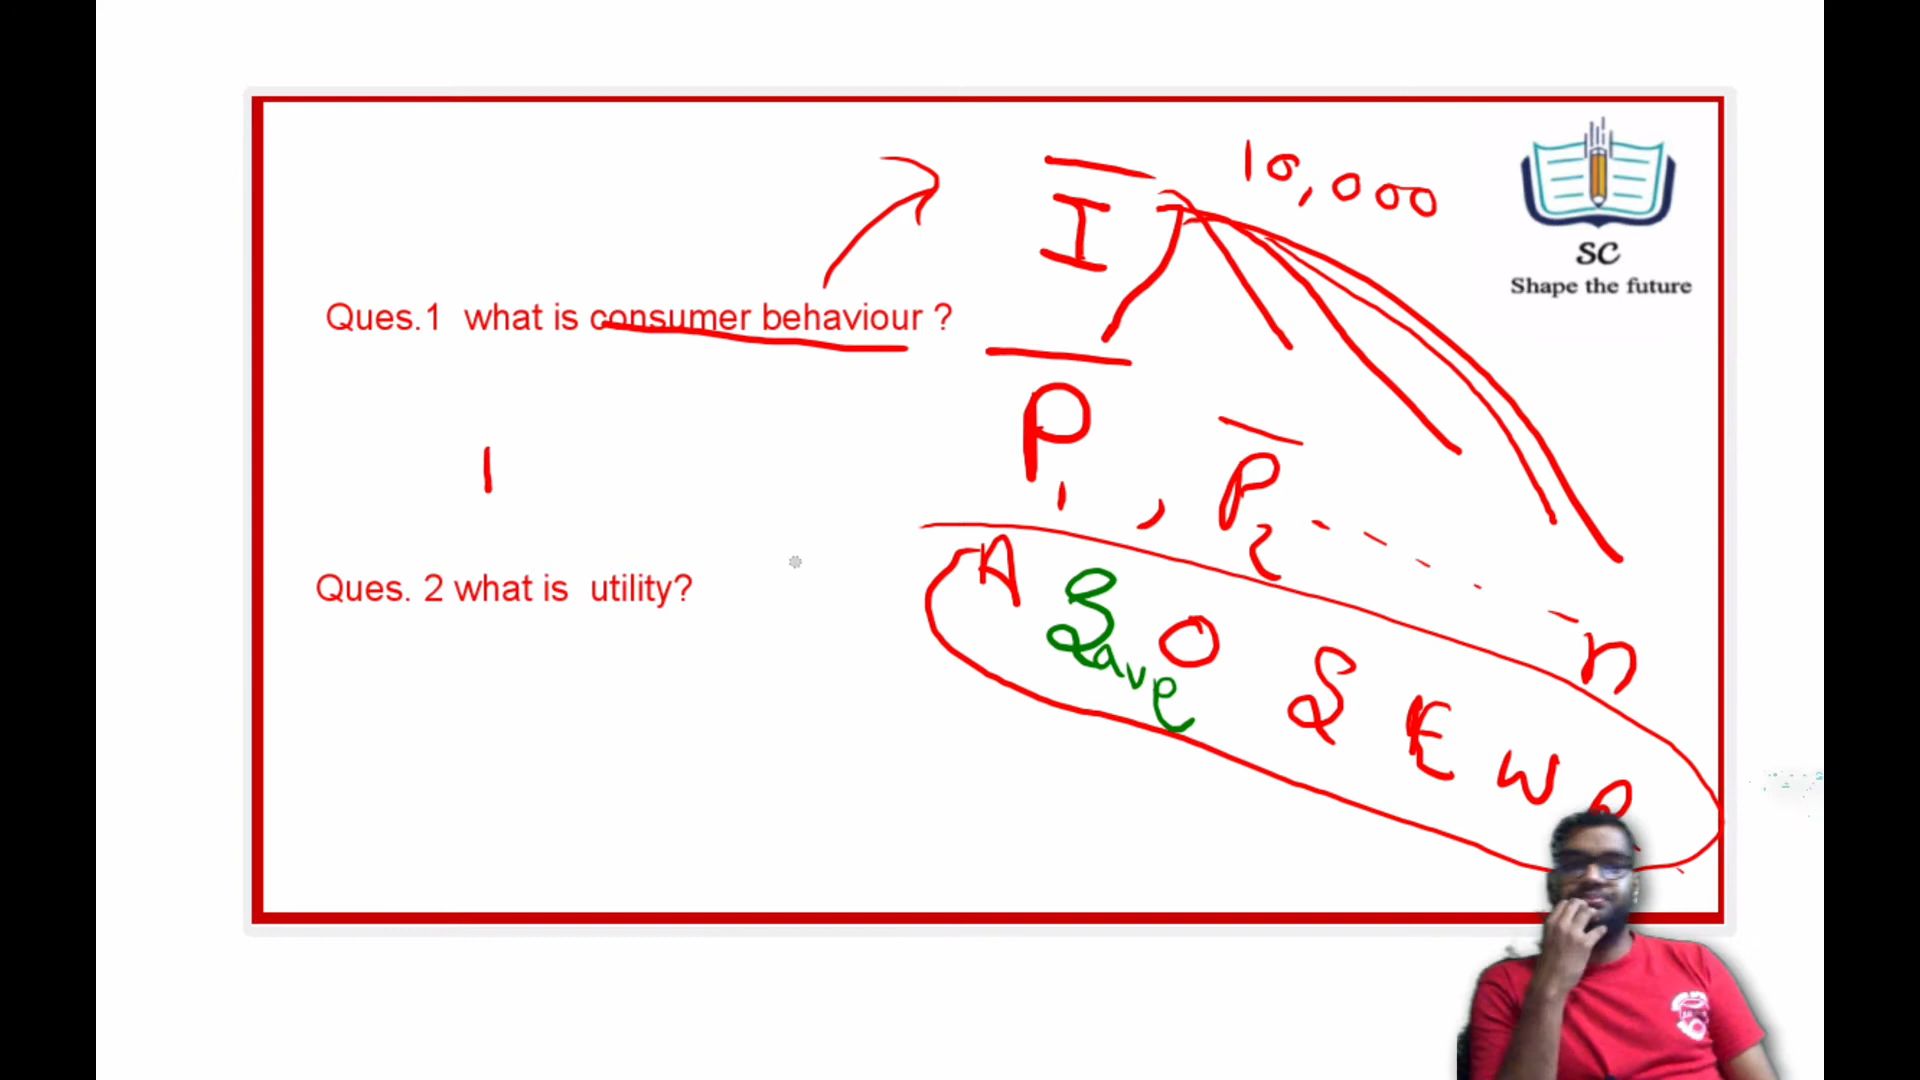 10,000
I
SC
Shape the future
Ques.1 what is consumer behaviour ?
P1 , P2 - - - - - n
1
A S O S E W
Save
Ques. 2 what is utility?